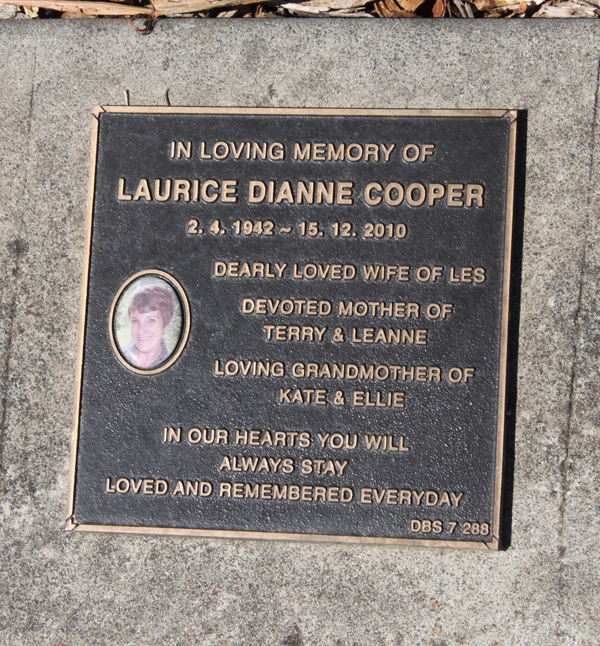 IN LOVING MEMORY OF
LAURICE DIANNE COOPER
2. 4. 1942 ~ 15. 12. 2010
DEARLY LOVED WIFE OF LES
DEVOTED MOTHER OF
TERRY & LEANNE
LOVING GRANDMOTHER OF
KATE & ELLIE
IN OUR HEARTS YOU WILL
ALWAYS STAY
LOVED AND REMEMBERED EVERYDAY
DBS 7 288